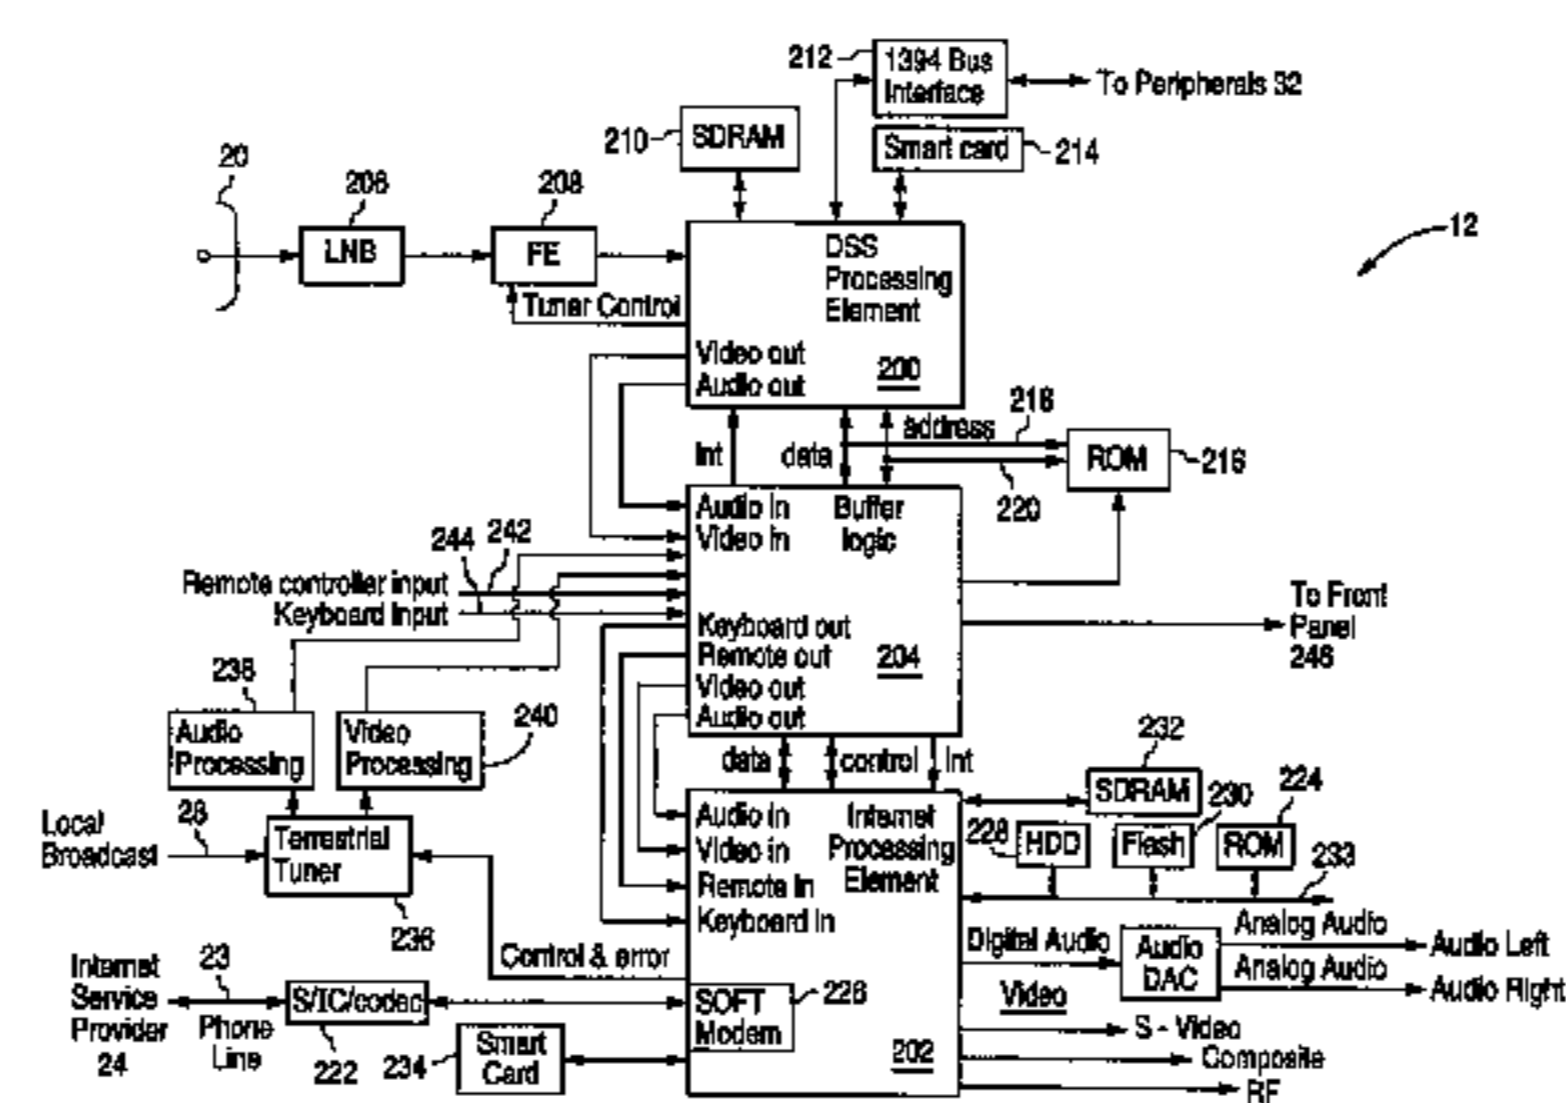 212
1394 Bus
Interface
To Peripherals 32
210
SDRAM
Smart card
214
20
206
208
LNB
FE
12
DSS
Processing
Element
200
Tuner Control
Video out
Audio out
Int
data
address
218
ROM
216
220
Audio in
Video in
Buffer
logic
244
242
Remote controller input
Keyboard Input
Keyboard out
Remote out
Video out
Audio out
204
To Front
Panel
246
238
Audio
Processing
Video
Processing
240
data
control
Int
232
SDRAM
230
224
228
HDD
Flash
ROM
233
Local
Broadcast
28
Terrestrial
Tuner
236
Audio in
Video in
Remote in
Keyboard in
Internet
Processing
Element
Control & error
Digital Audio
Audio
DAC
Analog Audio
Audio Left
Analog Audio
Audio Right
Internet
Service
Provider
24
23
Phone
Line
S/IC/codec
222
SOFT
Modem
226
234
Smart
Card
202
Video
S - Video
Composite
RF